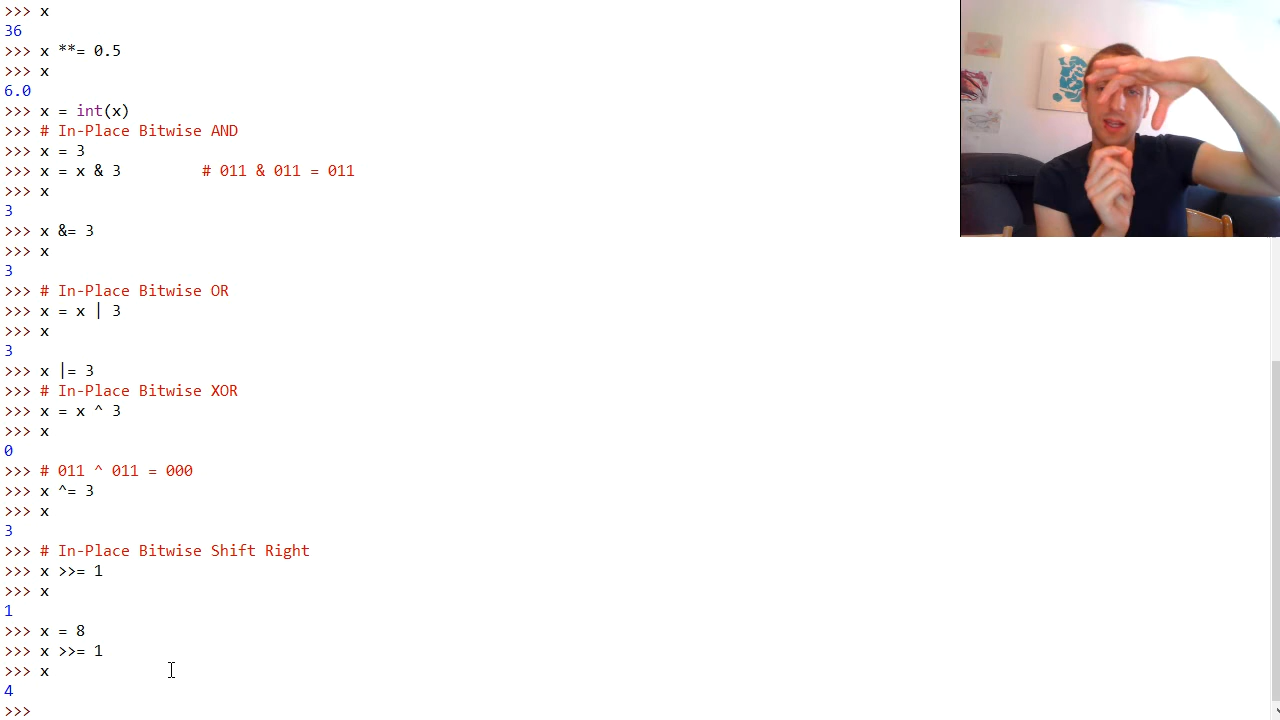 >>> x
36
>>> x **= 0.5
>>> x
6.0
>>> x = int(x)
>>> # In-Place Bitwise AND
>>> x = 3
>>> x = x & 3         # 011 & 011 = 011
>>> x
3
>>> x &= 3
>>> x
3
>>> # In-Place Bitwise OR
>>> x = x | 3
>>> x
3
>>> x |= 3
>>> # In-Place Bitwise XOR
>>> x = x ^ 3
>>> x
0
>>> # 011 ^ 011 = 000
>>> x ^= 3
>>> x
3
>>> # In-Place Bitwise Shift Right
>>> x >>= 1
>>> x
1
>>> x = 8
>>> x >>= 1
>>> x
4
>>>